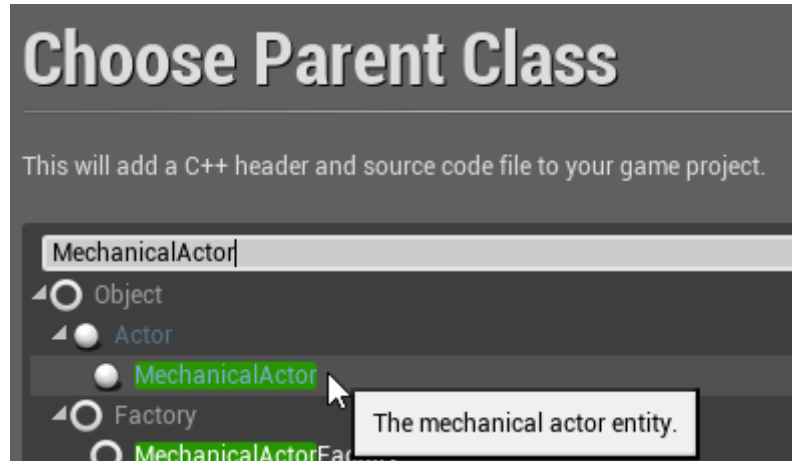 Choose Parent Class
This will add a C++ header and source code file to your game project.
MechanicalActor
Object
Actor
MechanicalActor
The mechanical actor entity.
Factory